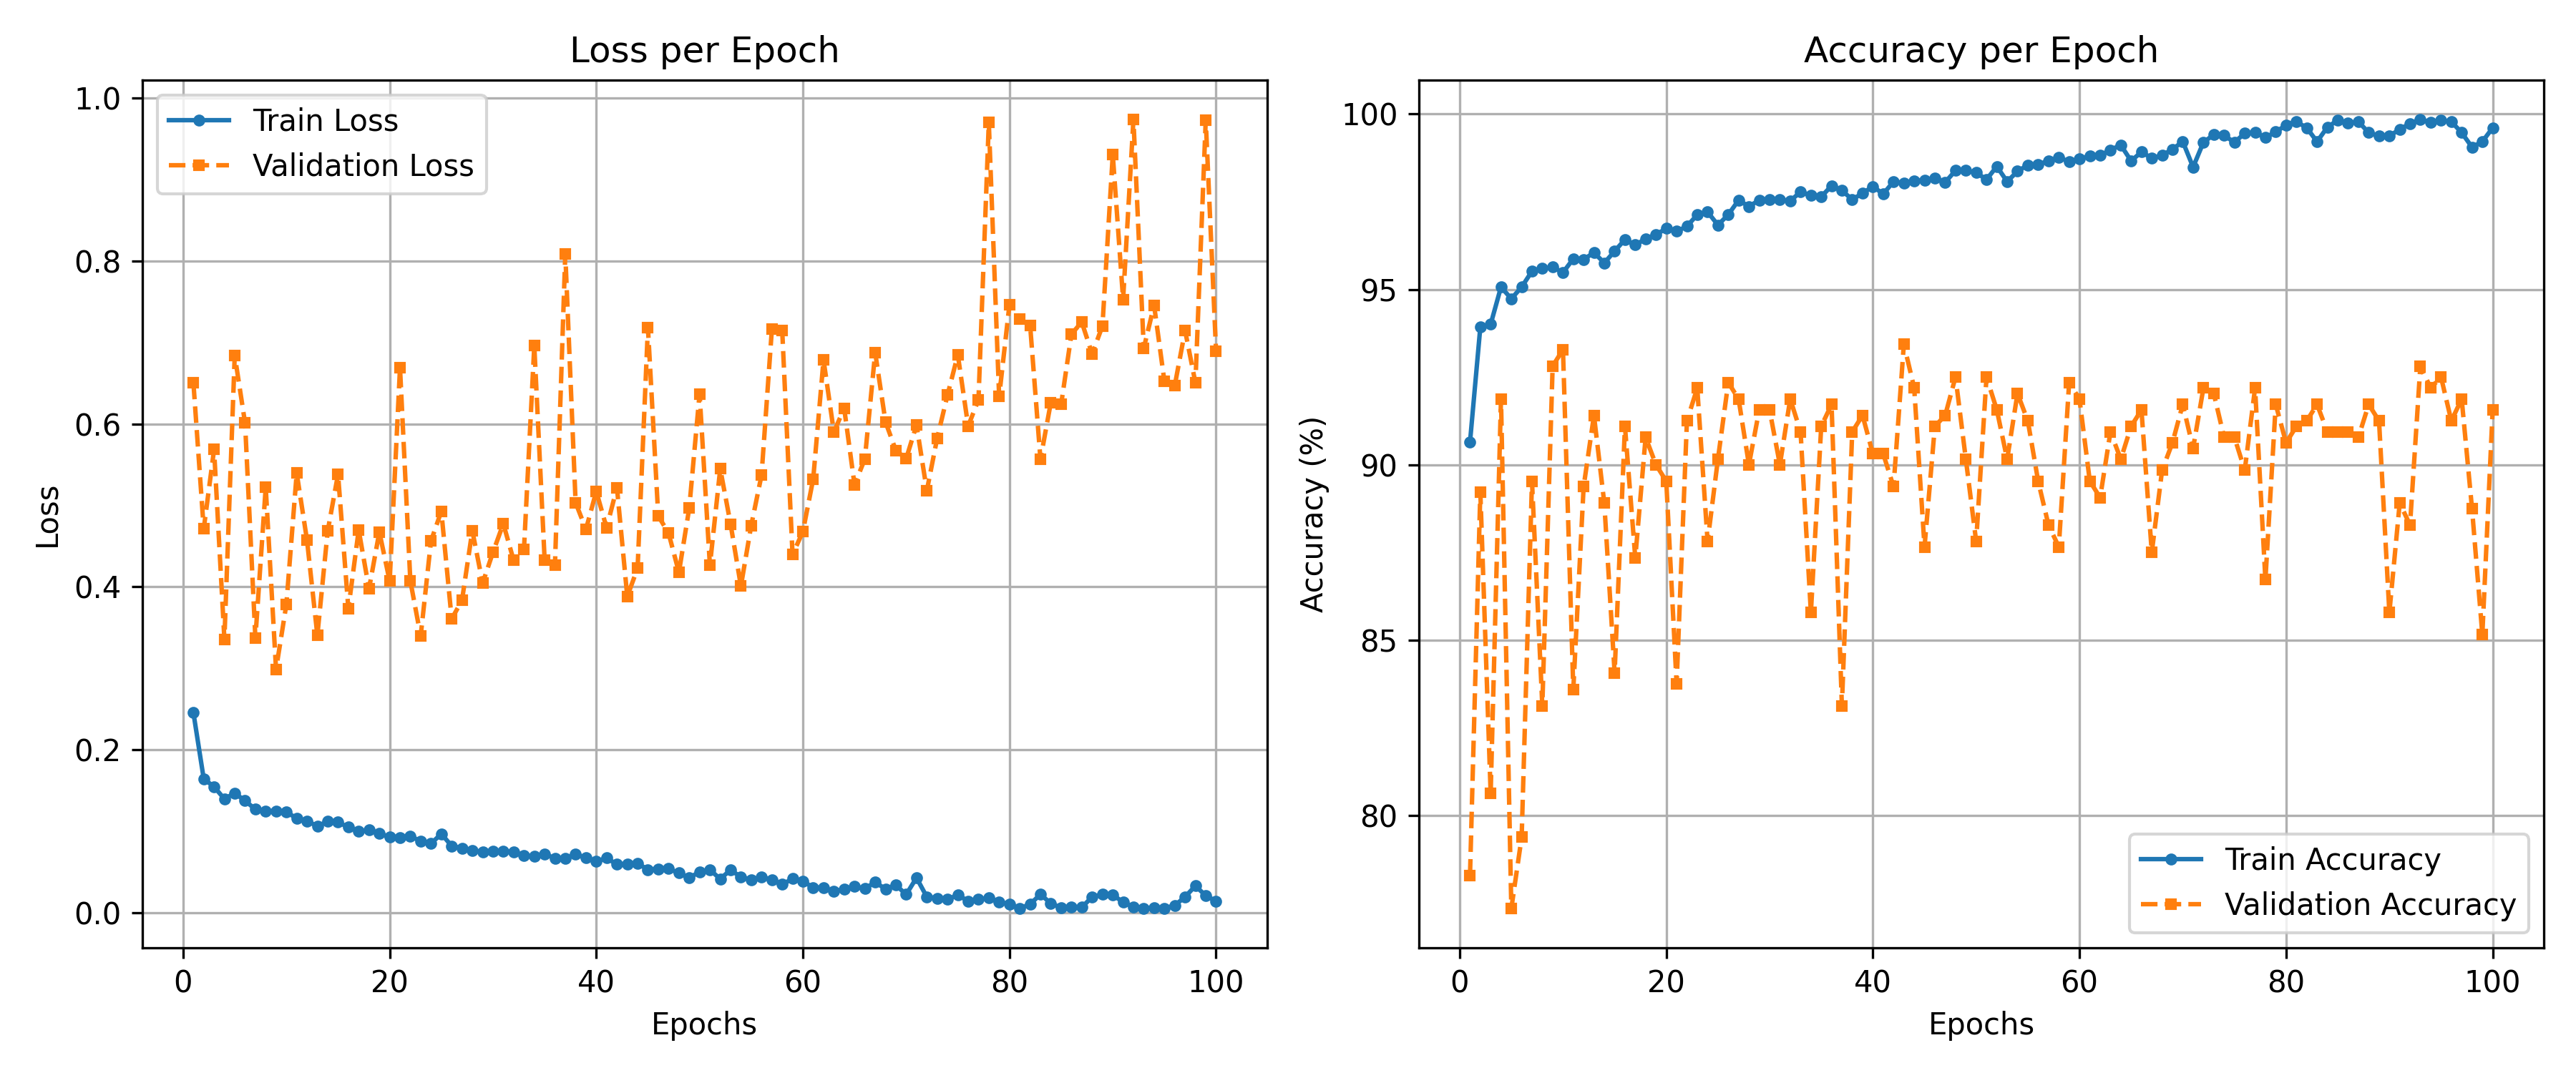 Loss per Epoch
1.0
0.8
0.6
0.4
0.2
0.0
Loss
Train Loss
Validation Loss
0 20 40 60 80 100
Epochs
Accuracy per Epoch
100
95
90
85
80
Accuracy (%)
Train Accuracy
Validation Accuracy
0 20 40 60 80 100
Epochs